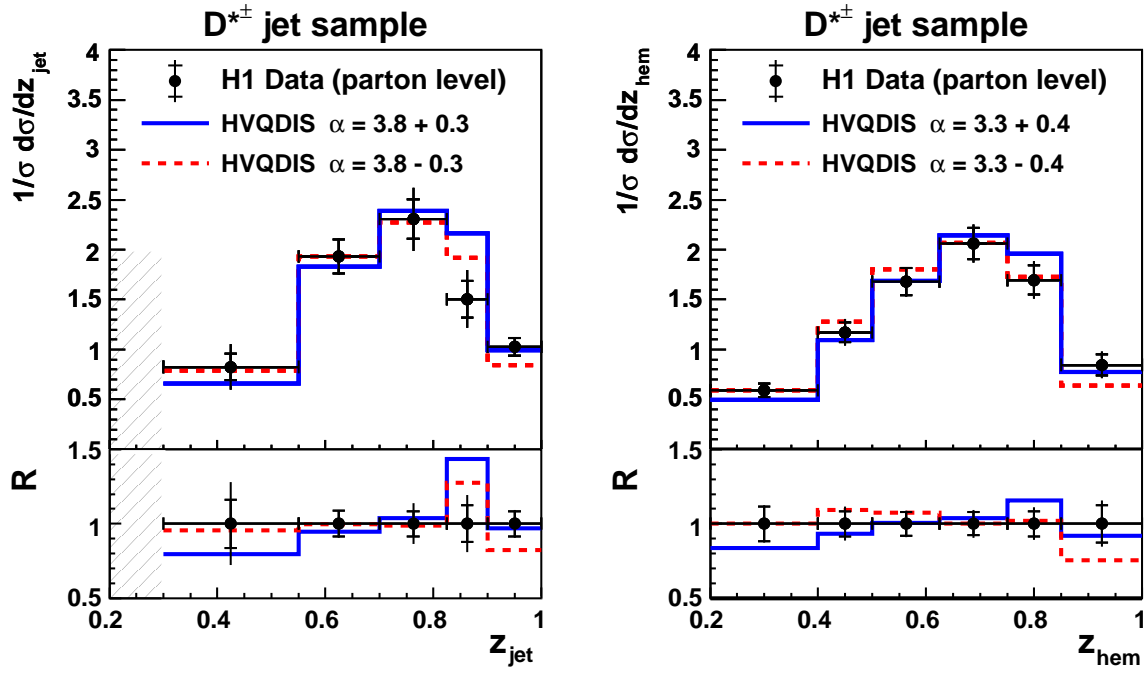 D*± jet sample
1/σ dσ/dz_jet
4
3.5
3
2.5
2
1.5
1
0.5
H1 Data (parton level)
HVQDIS α = 3.8 + 0.3
HVQDIS α = 3.8 - 0.3
R
1.5
1
0.5
0.2 0.4 0.6 0.8 1
z_jet
D*± jet sample
1/σ dσ/dz_hem
4
3.5
3
2.5
2
1.5
1
0.5
H1 Data (parton level)
HVQDIS α = 3.3 + 0.4
HVQDIS α = 3.3 - 0.4
R
1.5
1
0.5
0.2 0.4 0.6 0.8 1
z_hem